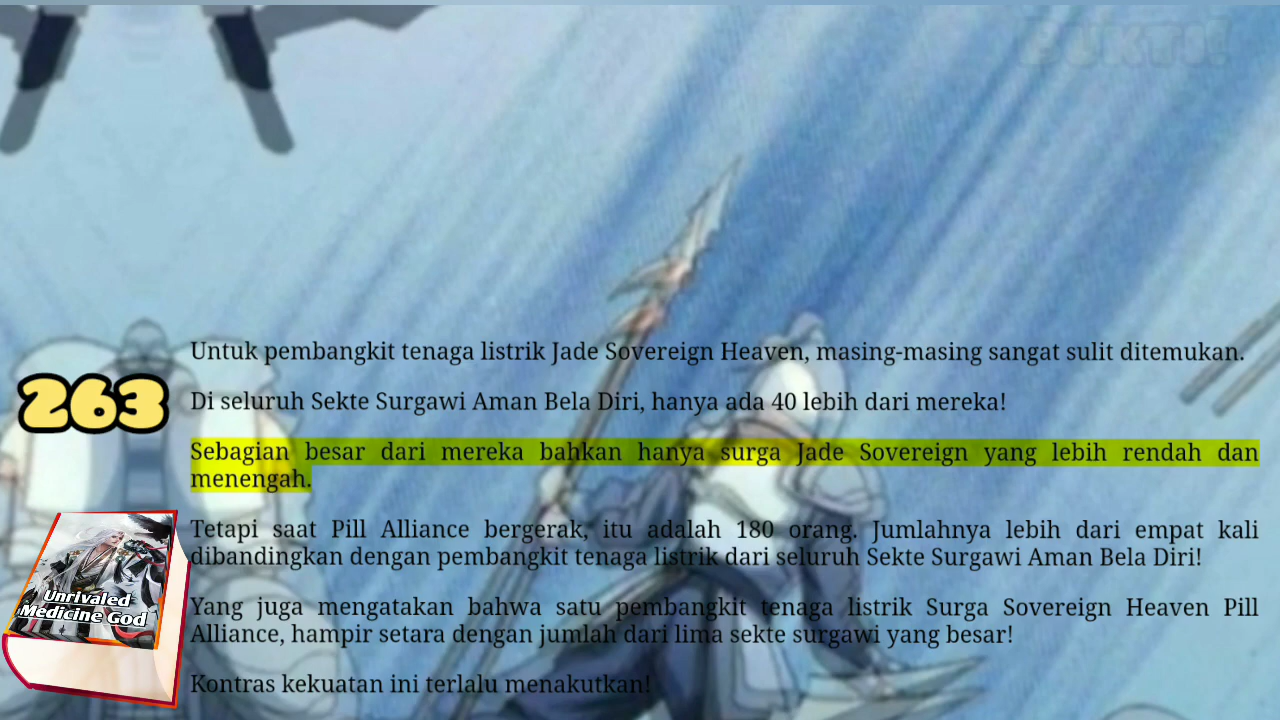 BUKTI!
Untuk pembangkit tenaga listrik Jade Sovereign Heaven, masing-masing sangat sulit ditemukan.
263
Di seluruh Sekte Surgawi Aman Bela Diri, hanya ada 40 lebih dari mereka!
Sebagian besar dari mereka bahkan hanya surga Jade Sovereign yang lebih rendah dan
menengah.
Tetapi saat Pill Alliance bergerak, itu adalah 180 orang. Jumlahnya lebih dari empat kali
dibandingkan dengan pembangkit tenaga listrik dari seluruh Sekte Surgawi Aman Bela Diri!
Unrivaled
Medicine God
Yang juga mengatakan bahwa satu pembangkit tenaga listrik Surga Sovereign Heaven Pill
Alliance, hampir setara dengan jumlah dari lima sekte surgawi yang besar!
Kontras kekuatan ini terlalu menakutkan!